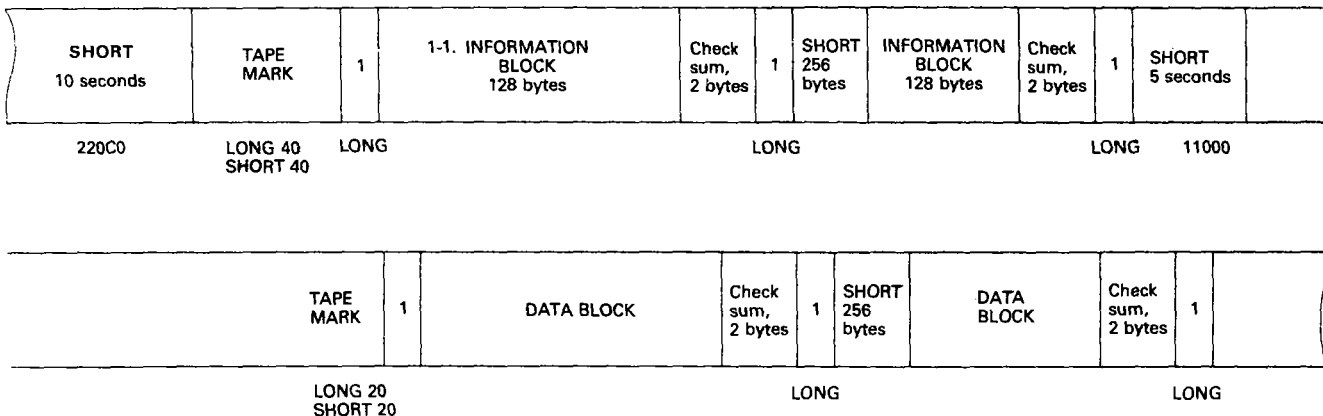 SHORT
10 seconds
TAPE
MARK
1
1-1. INFORMATION
BLOCK
128 bytes
Check
sum,
2 bytes
1
SHORT
256
bytes
INFORMATION
BLOCK
128 bytes
Check
sum,
2 bytes
1
SHORT
5 seconds
220C0
LONG 40
SHORT 40
LONG
LONG
LONG
11000
TAPE
MARK
1
DATA BLOCK
Check
sum,
2 bytes
1
SHORT
256
bytes
DATA
BLOCK
Check
sum,
2 bytes
1
LONG 20
SHORT 20
LONG
LONG